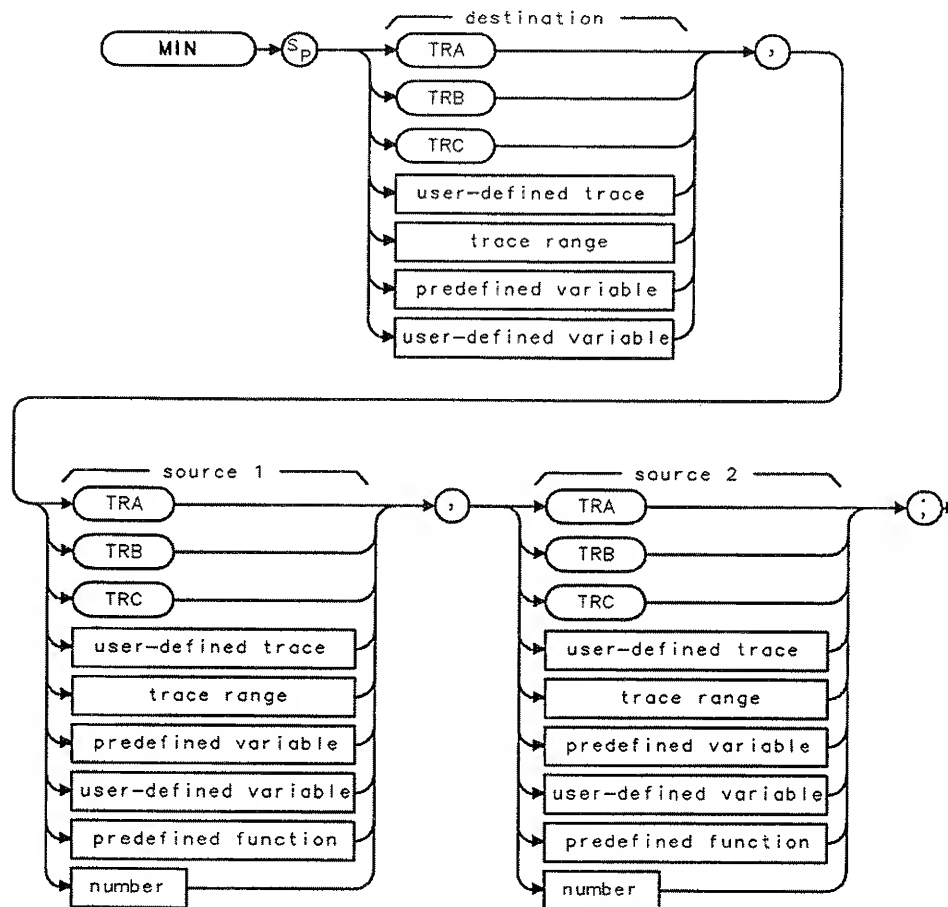 destination
MIN SP TRA ,
TRB
TRC
user-defined trace
trace range
predefined variable
user-defined variable
source 1
TRA ,
TRB
TRC
user-defined trace
trace range
predefined variable
user-defined variable
predefined function
number
source 2
TRA ;
TRB
TRC
user-defined trace
trace range
predefined variable
user-defined variable
predefined function
number